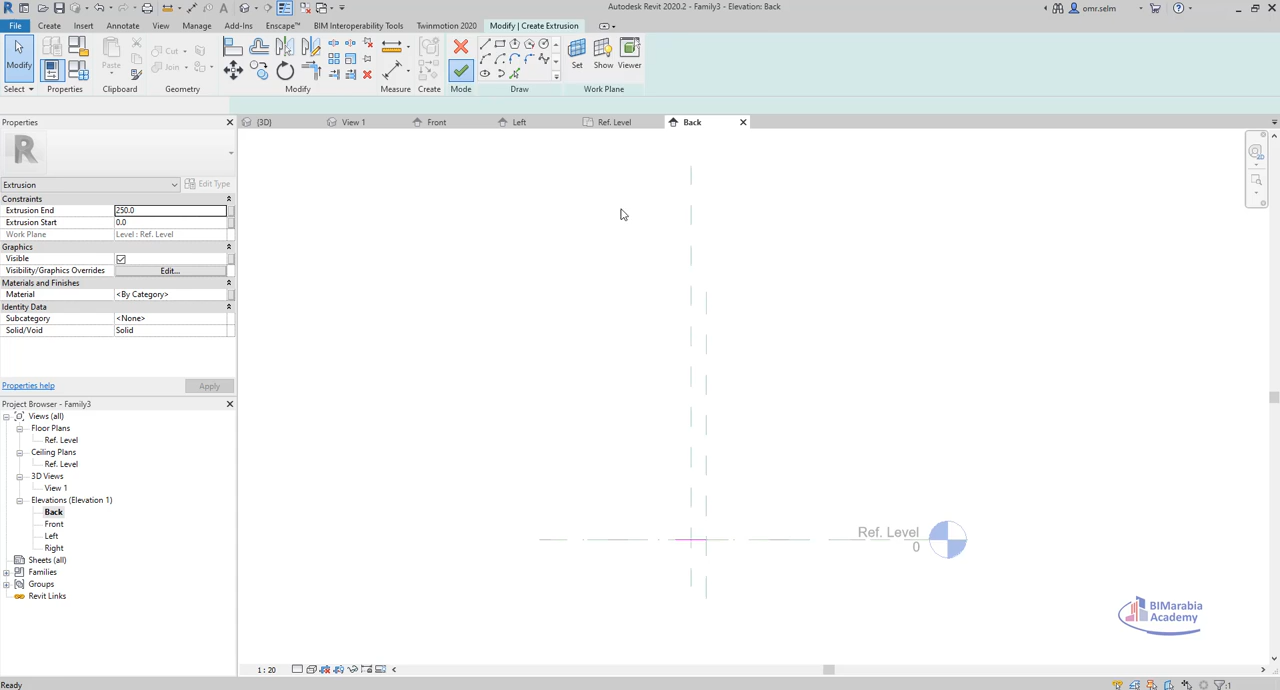 Autodesk Revit 2020.2 - Family3 - Elevation: Back
omr.selm
File Create Insert Annotate View Manage Add-Ins Escape™ BIM Interoperability Tools Twinmotion 2020 Modify | Create Extrusion
Modify Paste Cut Join Set Show Viewer
Select Properties Clipboard Geometry Modify Measure Create Mode Draw Work Plane
Properties
{3D} View 1 Front Left Ref. Level Back
R
Extrusion Edit Type
Constraints
Extrusion End 250.0
Extrusion Start 0.0
Work Plane Level : Ref. Level
Graphics
Visible
Visibility/Graphics Overrides Edit...
Materials and Finishes
Material <By Category>
Identity Data
Subcategory <None>
Solid/Void Solid
Properties help Apply
Project Browser - Family3
Views (all)
Floor Plans
Ref. Level
Ceiling Plans
Ref. Level
3D Views
View 1
Elevations (Elevation 1)
Back
Front
Left
Right
Sheets (all)
Families
Groups
Revit Links
Ref. Level
0
BIMarabia
Academy
1 : 20
Ready
:1